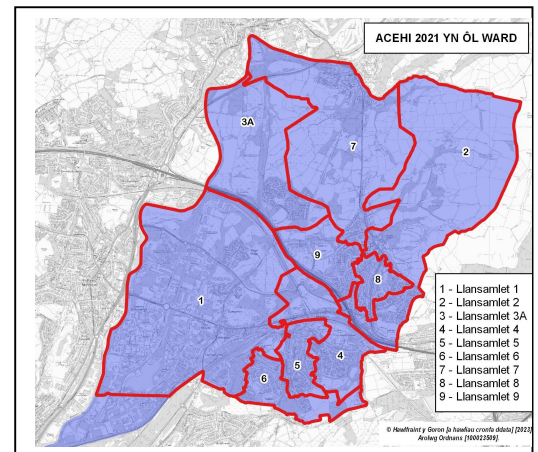 ACEHI 2021 YN ÔL WARD
3A
7
2
9
8
1
4
5
6
1 - Llansamlet 1
2 - Llansamlet 2
3 - Llansamlet 3A
4 - Llansamlet 4
5 - Llansamlet 5
6 - Llansamlet 6
7 - Llansamlet 7
8 - Llansamlet 8
9 - Llansamlet 9
© Hawlfraint y Goron [a hawliau cronfa ddata] [2023]
Arolwg Ordnans [100023509].